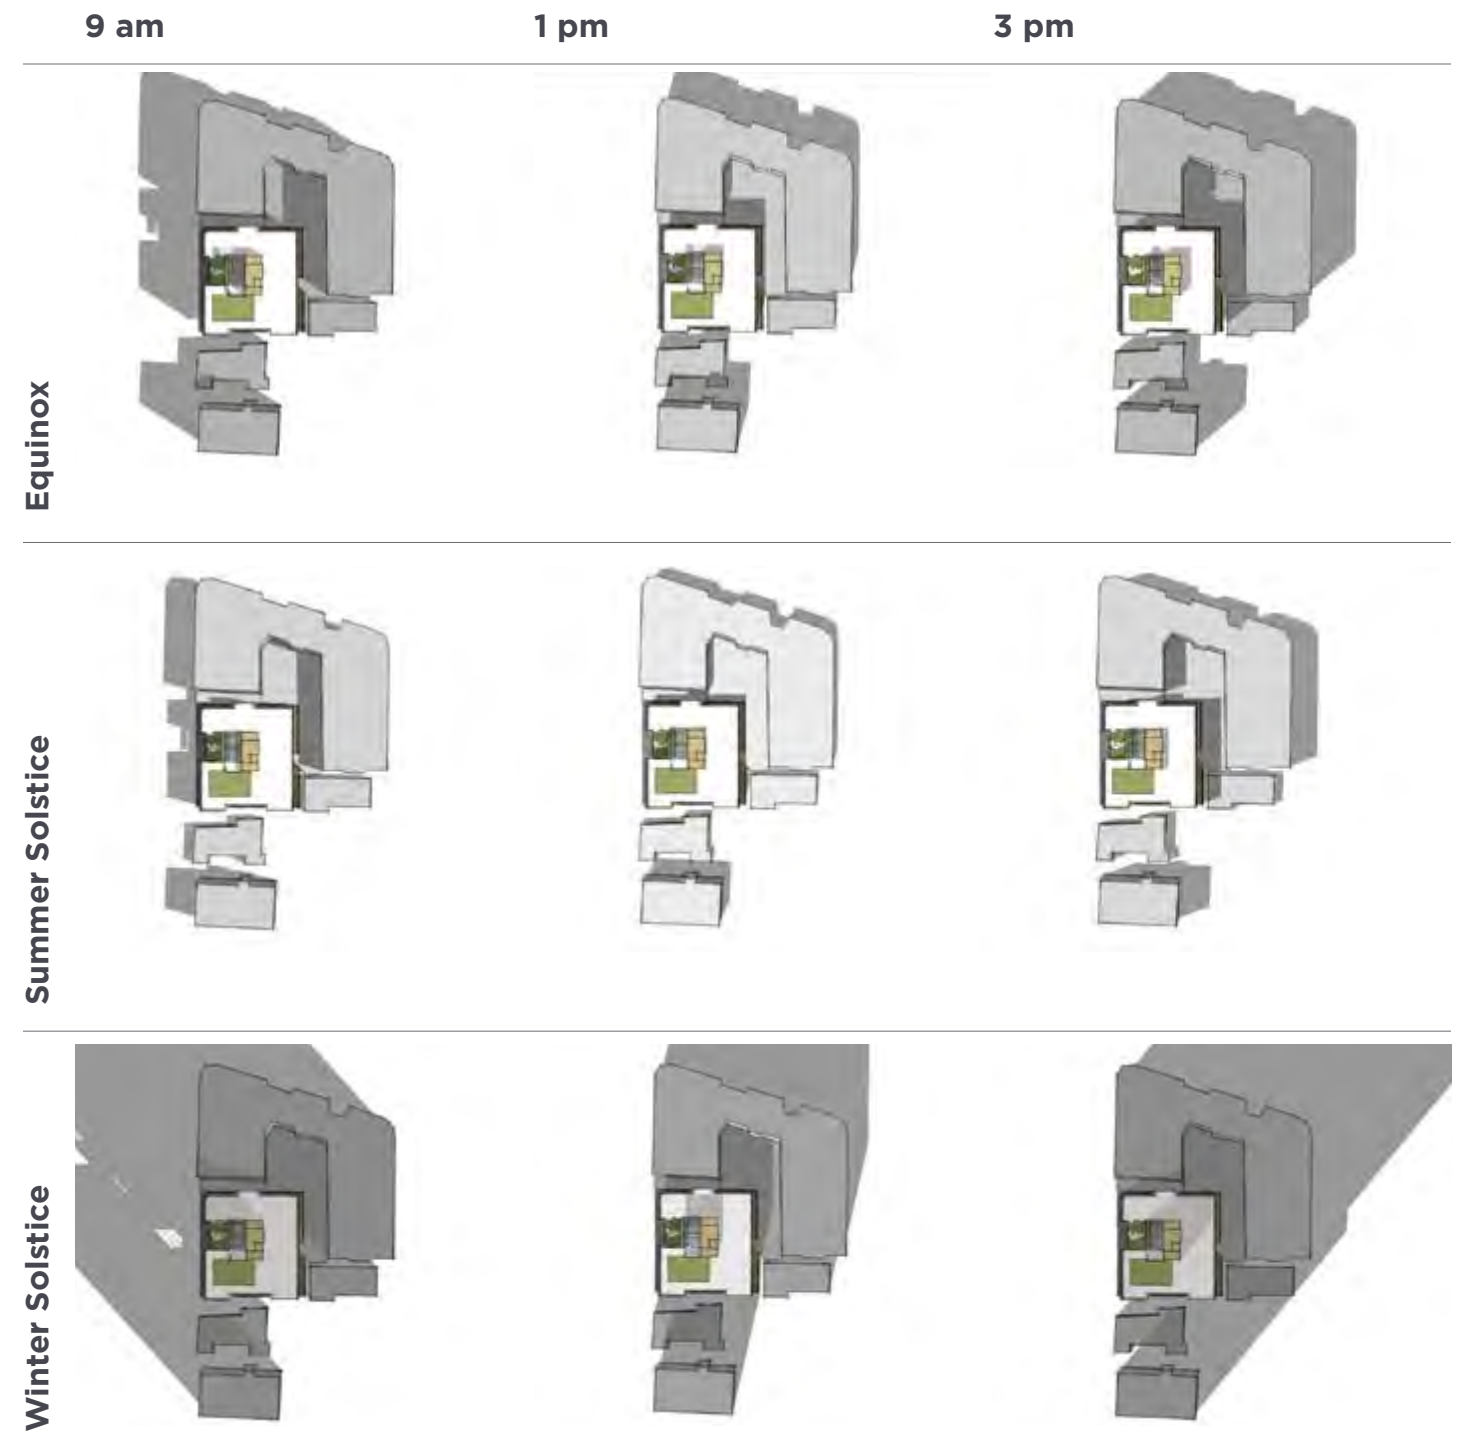 9 am
1 pm
3 pm
Equinox
Summer Solstice
Winter Solstice